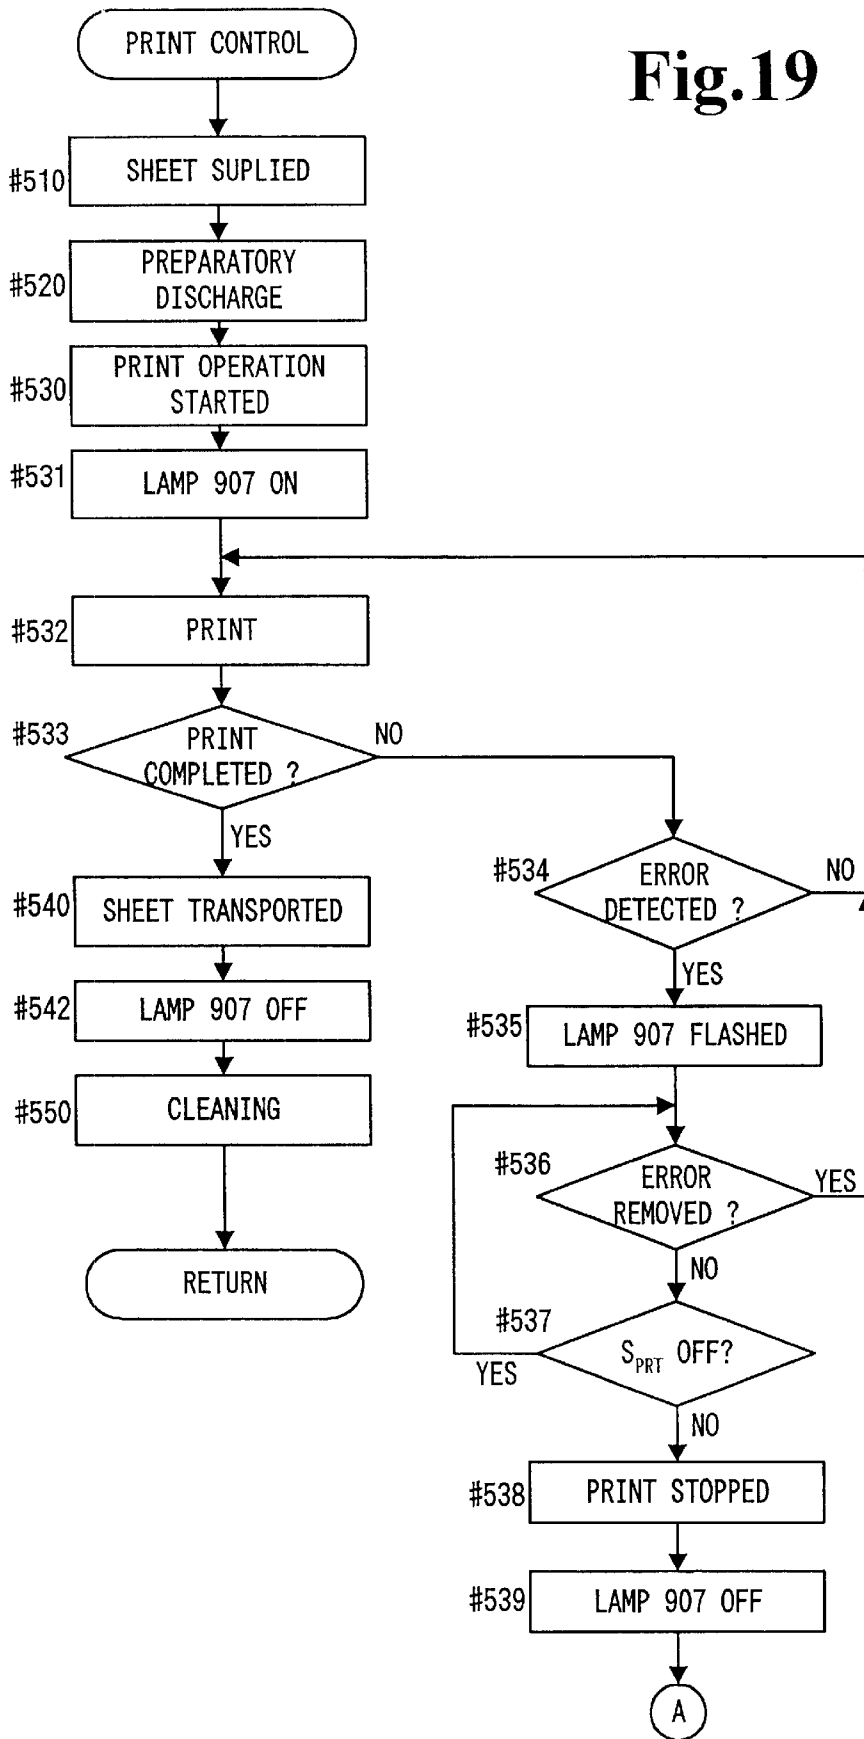 Fig.19
PRINT CONTROL
#510
SHEET SUPLIED
#520
PREPARATORY
DISCHARGE
#530
PRINT OPERATION
STARTED
#531
LAMP 907 ON
#532
PRINT
#533
PRINT
COMPLETED ?
NO
YES
#540
SHEET TRANSPORTED
#542
LAMP 907 OFF
#550
CLEANING
RETURN
#534
ERROR
DETECTED ?
NO
YES
#535
LAMP 907 FLASHED
#536
ERROR
REMOVED ?
YES
NO
#537
SPRT OFF?
YES
NO
#538
PRINT STOPPED
#539
LAMP 907 OFF
A